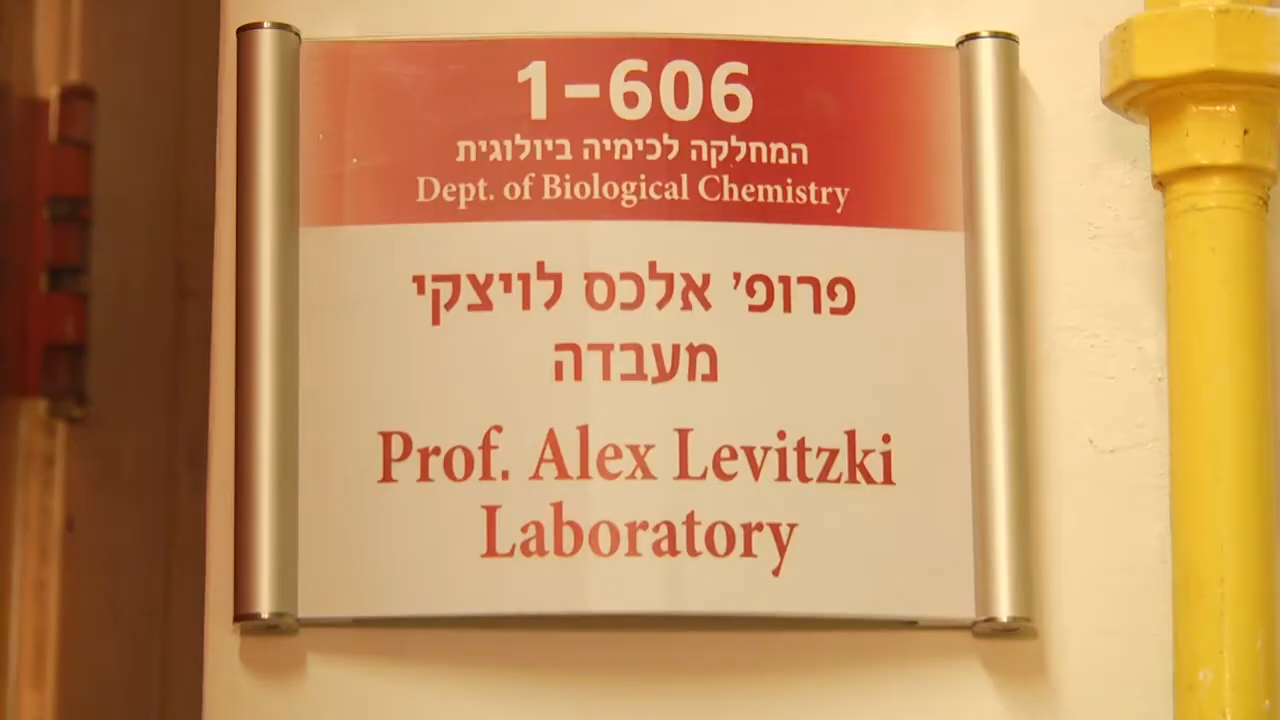 1-606
המחלקה לכימיה ביולוגית
Dept. of Biological Chemistry
פרופ' אלכס לויצקי
מעבדה
Prof. Alex Levitzki
Laboratory